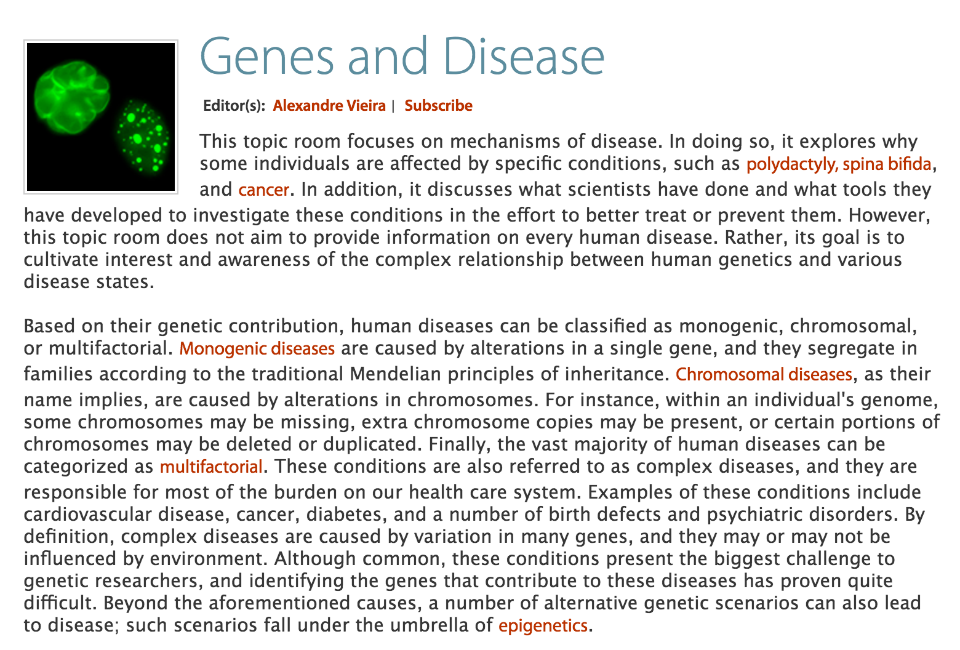 Genes and Disease
Editor(s): Alexandre Vieira | Subscribe
This topic room focuses on mechanisms of disease. In doing so, it explores why
some individuals are affected by specific conditions, such as polydactyly, spina bifida,
and cancer. In addition, it discusses what scientists have done and what tools they
have developed to investigate these conditions in the effort to better treat or prevent them. However,
this topic room does not aim to provide information on every human disease. Rather, its goal is to
cultivate interest and awareness of the complex relationship between human genetics and various
disease states.
Based on their genetic contribution, human diseases can be classified as monogenic, chromosomal,
or multifactorial. Monogenic diseases are caused by alterations in a single gene, and they segregate in
families according to the traditional Mendelian principles of inheritance. Chromosomal diseases, as their
name implies, are caused by alterations in chromosomes. For instance, within an individual's genome,
some chromosomes may be missing, extra chromosome copies may be present, or certain portions of
chromosomes may be deleted or duplicated. Finally, the vast majority of human diseases can be
categorized as multifactorial. These conditions are also referred to as complex diseases, and they are
responsible for most of the burden on our health care system. Examples of these conditions include
cardiovascular disease, cancer, diabetes, and a number of birth defects and psychiatric disorders. By
definition, complex diseases are caused by variation in many genes, and they may or may not be
influenced by environment. Although common, these conditions present the biggest challenge to
genetic researchers, and identifying the genes that contribute to these diseases has proven quite
difficult. Beyond the aforementioned causes, a number of alternative genetic scenarios can also lead
to disease; such scenarios fall under the umbrella of epigenetics.